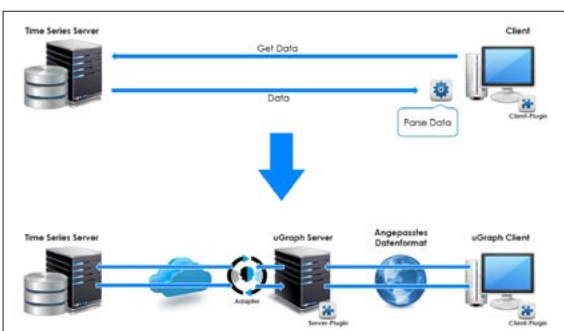 Time Series Server
Client
Get Data
Data
Parse Data
Client-Plugin
Time Series Server
uGraph Server
Angepasstes
Datenformat
uGraph Client
Adapter
Server-Plugin
Client-Plugin